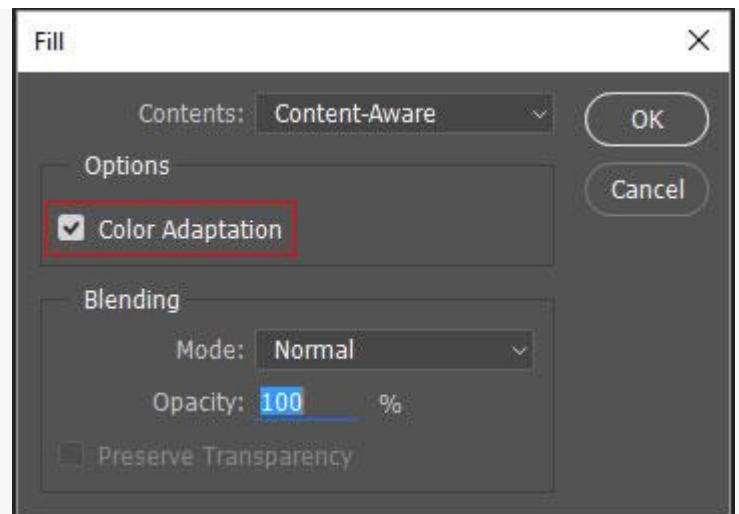 Fill
Contents: Content-Aware
OK
Options
Cancel
Color Adaptation
Blending
Mode: Normal
Opacity: 100 %
Preserve Transparency